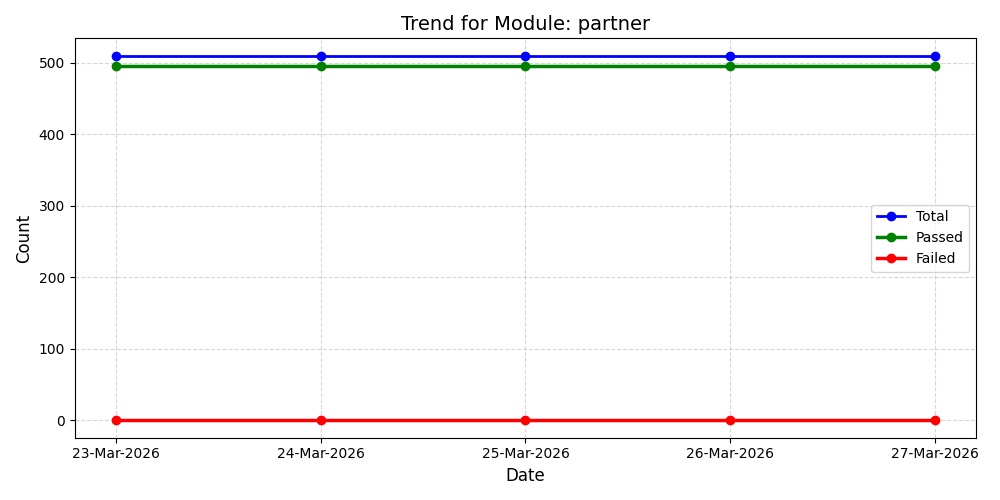 Trend for Module: partner
Count
500
400
300
200
100
0
Total
Passed
Failed
23-Mar-2026
24-Mar-2026
25-Mar-2026
26-Mar-2026
27-Mar-2026
Date